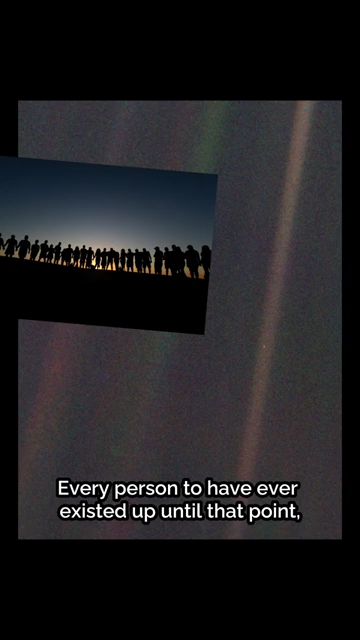 Every person to have ever
existed up until that point,